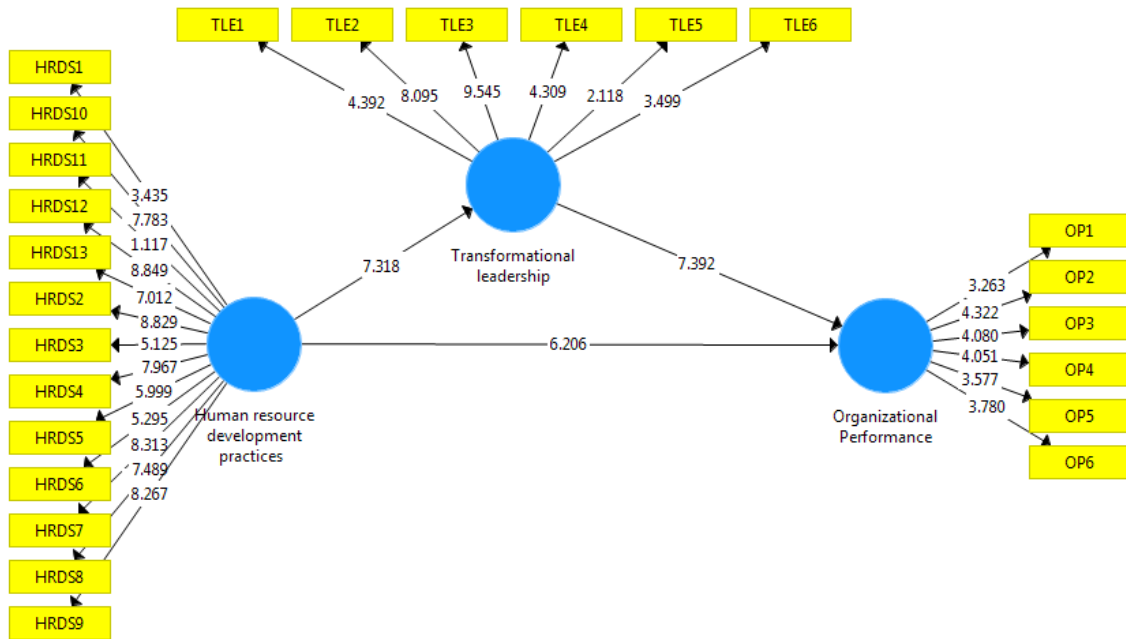 TLE1 TLE2 TLE3 TLE4 TLE5 TLE6
HRDS1
HRDS10
HRDS11
HRDS12
HRDS13
HRDS2
HRDS3
HRDS4
HRDS5
HRDS6
HRDS7
HRDS8
HRDS9
4.392
8.095
9.545
4.309
2.118
3.499
3.435
7.783
1.117
8.849
7.012
8.829
5.125
7.967
5.999
5.295
8.313
7.489
8.267
Human resource
development
practices
7.318
Transformational
leadership
7.392
6.206
Organizational
Performance
3.263
4.322
4.080
4.051
3.577
3.780
OP1
OP2
OP3
OP4
OP5
OP6